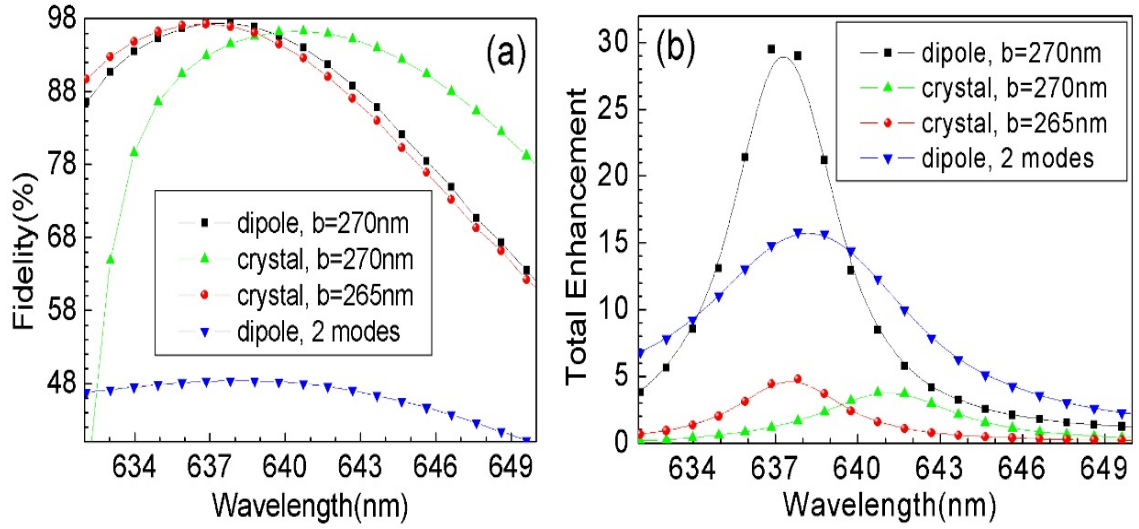 (a)
Fidelity(%)
98
88
78
68
58
48
dipole, b=270nm
crystal, b=270nm
crystal, b=265nm
dipole, 2 modes
634 637 640 643 646 649
Wavelength(nm)
(b)
Total Enhancement
30
25
20
15
10
5
0
dipole, b=270nm
crystal, b=270nm
crystal, b=265nm
dipole, 2 modes
634 637 640 643 646 649
Wavelength(nm)